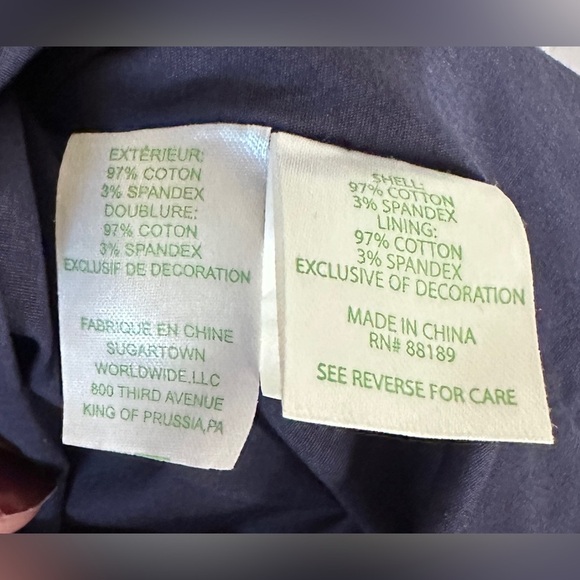 EXTÉRIEUR:
97% COTON
3% SPANDEX
DOUBLURE:
97% COTON
3% SPANDEX
EXCLUSIF DE DECORATION
FABRIQUE EN CHINE
SUGARTOWN
WORLDWIDE,LLC
800 THIRD AVENUE
KING OF PRUSSIA,PA
SHELL:
97% COTTON
3% SPANDEX
LINING:
97% COTTON
3% SPANDEX
EXCLUSIVE OF DECORATION
MADE IN CHINA
RN# 88189
SEE REVERSE FOR CARE